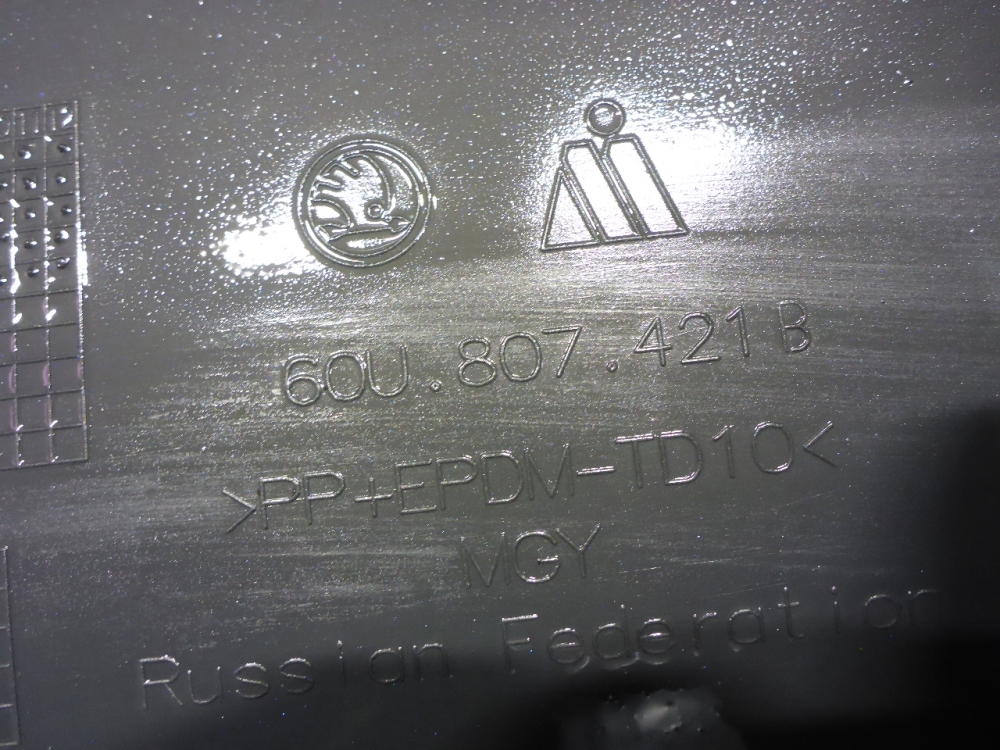 60U.807.421 B
>PP+EPDM-TD10<
MGY
Russian Federation